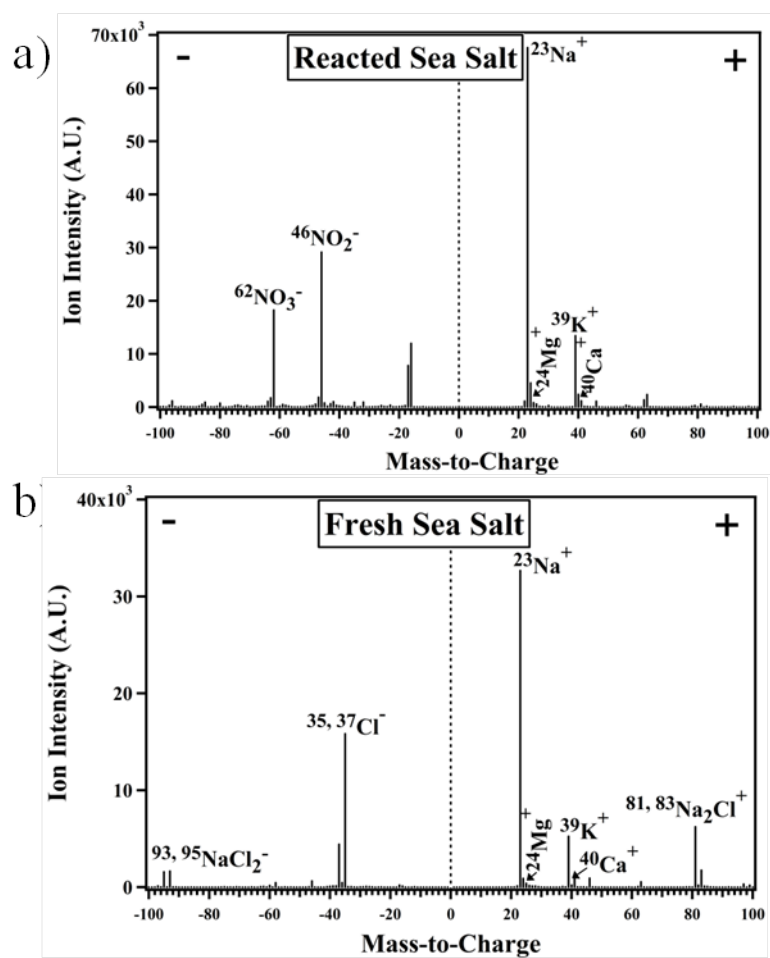 a)
70x10³
60
50
40
30
20
10
0
Ion Intensity (A.U.)
-
Reacted Sea Salt
+
²³Na⁺
⁴⁶NO₂⁻
⁶²NO₃⁻
²⁴Mg⁺
³⁹K⁺
⁴⁰Ca⁺
-100 -80 -60 -40 -20 0 20 40 60 80 100
Mass-to-Charge
b)
40x10³
30
20
10
0
Ion Intensity (A.U.)
-
Fresh Sea Salt
+
²³Na⁺
³⁵, ³⁷Cl⁻
⁹³, ⁹⁵NaCl₂⁻
²⁴Mg⁺
³⁹K⁺
⁴⁰Ca⁺
⁸¹, ⁸³Na₂Cl⁺
-100 -80 -60 -40 -20 0 20 40 60 80 100
Mass-to-Charge